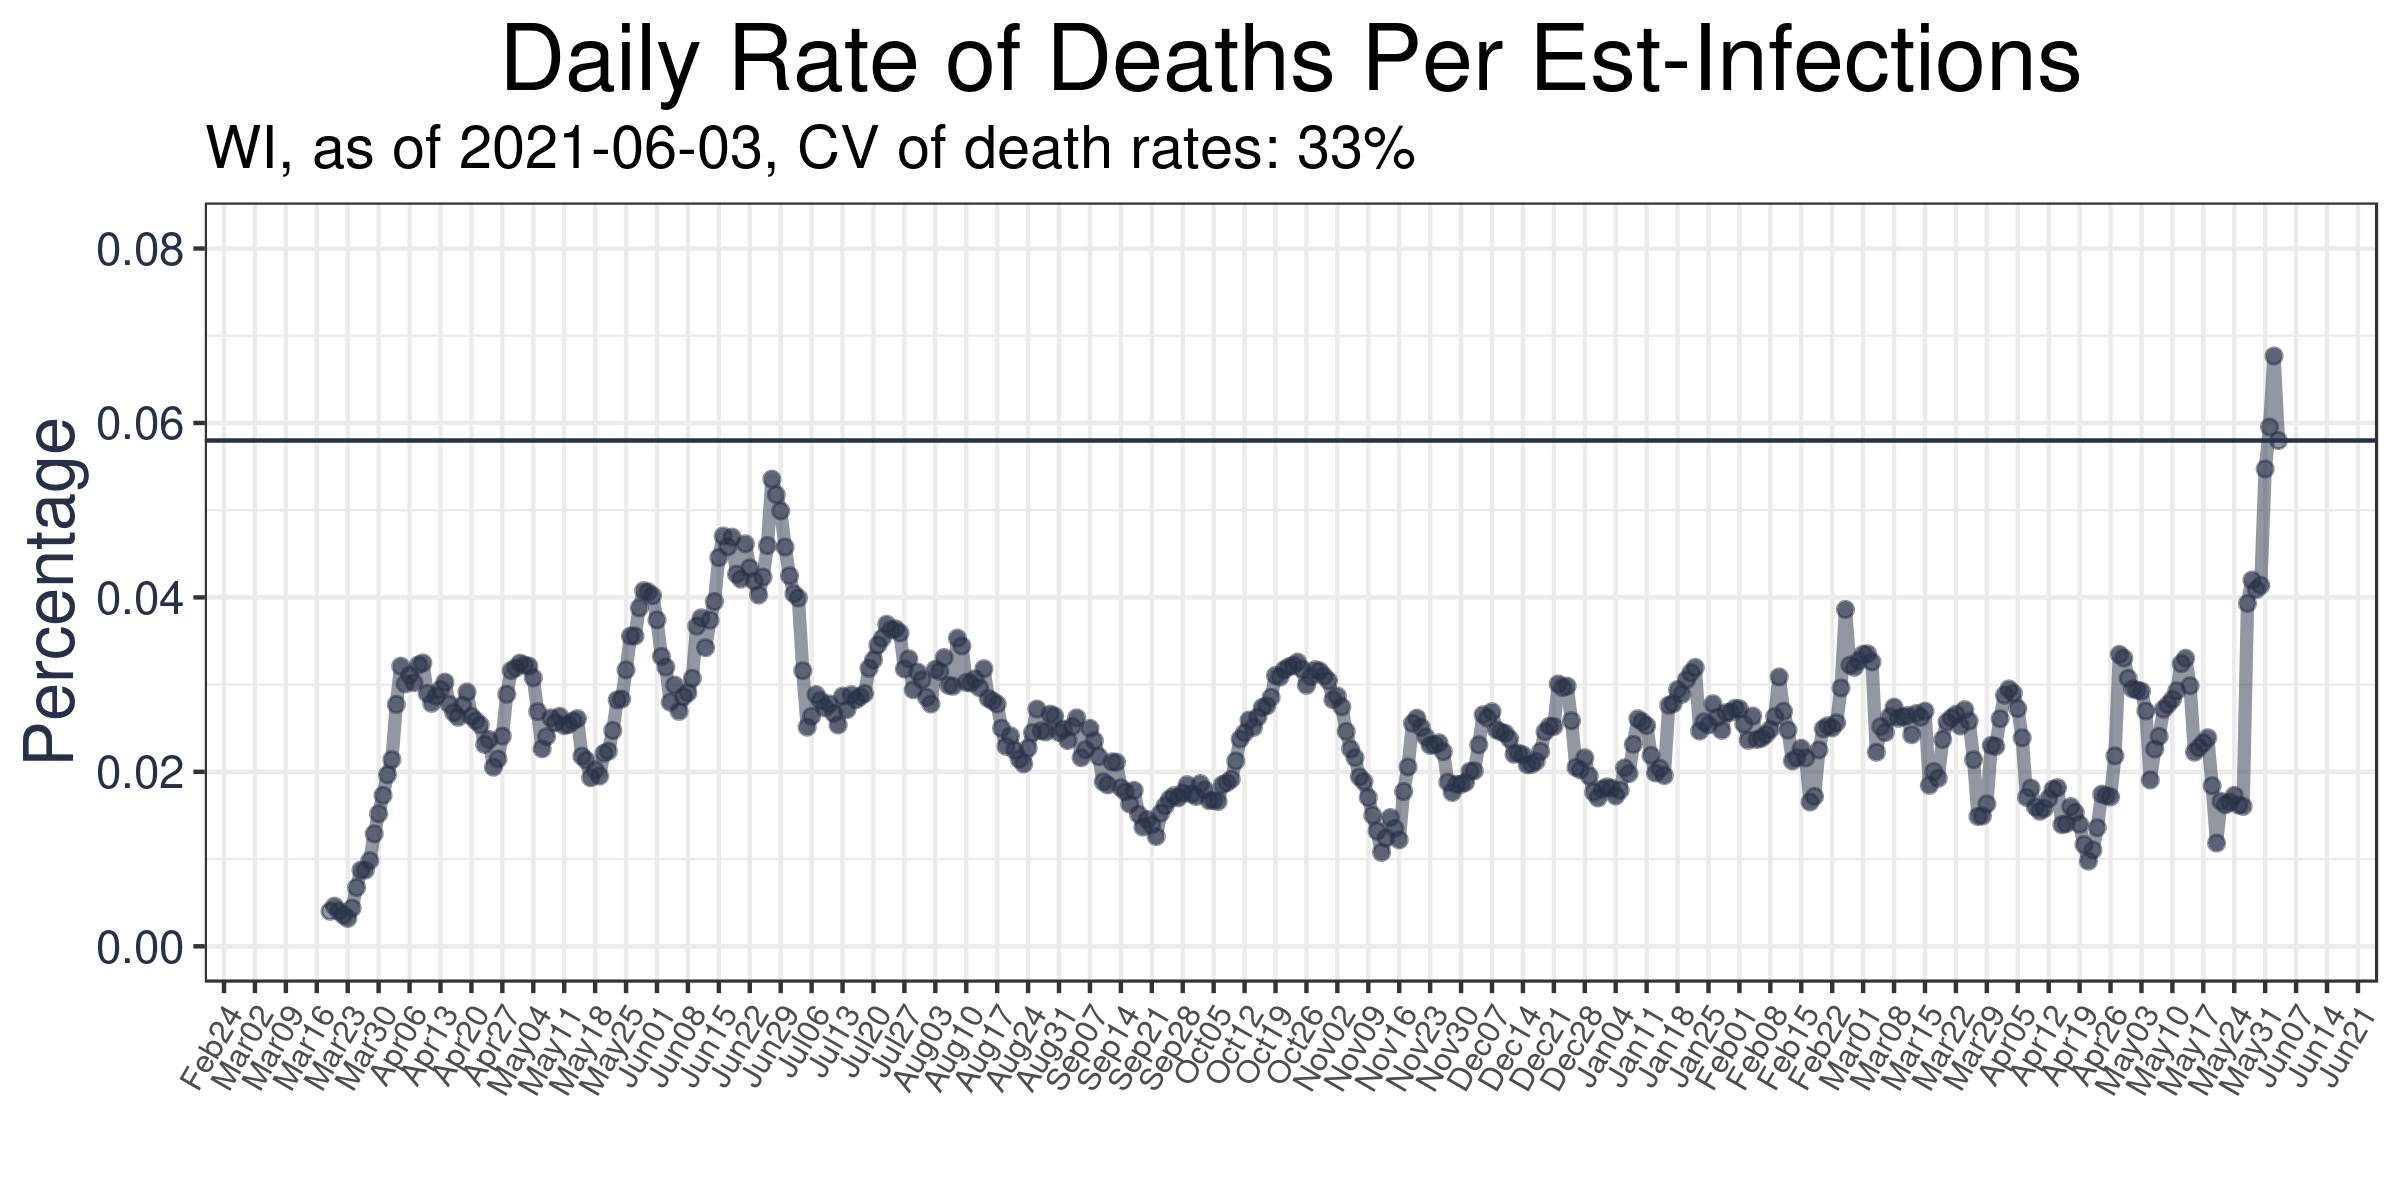 Daily Rate of Deaths Per Est-Infections
WI, as of 2021-06-03, CV of death rates: 33%
Percentage
0.08
0.06
0.04
0.02
0.00
Feb24
Mar02
Mar09
Mar16
Mar23
Mar30
Apr06
Apr13
Apr20
Apr27
May04
May11
May18
May25
Jun01
Jun08
Jun15
Jun22
Jun29
Jul06
Jul13
Jul20
Jul27
Aug03
Aug10
Aug17
Aug24
Aug31
Sep07
Sep14
Sep21
Sep28
Oct05
Oct12
Oct19
Oct26
Nov02
Nov09
Nov16
Nov23
Nov30
Dec07
Dec14
Dec21
Dec28
Jan04
Jan11
Jan18
Jan25
Feb01
Feb08
Feb15
Feb22
Mar01
Mar08
Mar15
Mar22
Mar29
Apr05
Apr12
Apr19
Apr26
May03
May10
May17
May24
May31
Jun07
Jun14
Jun21